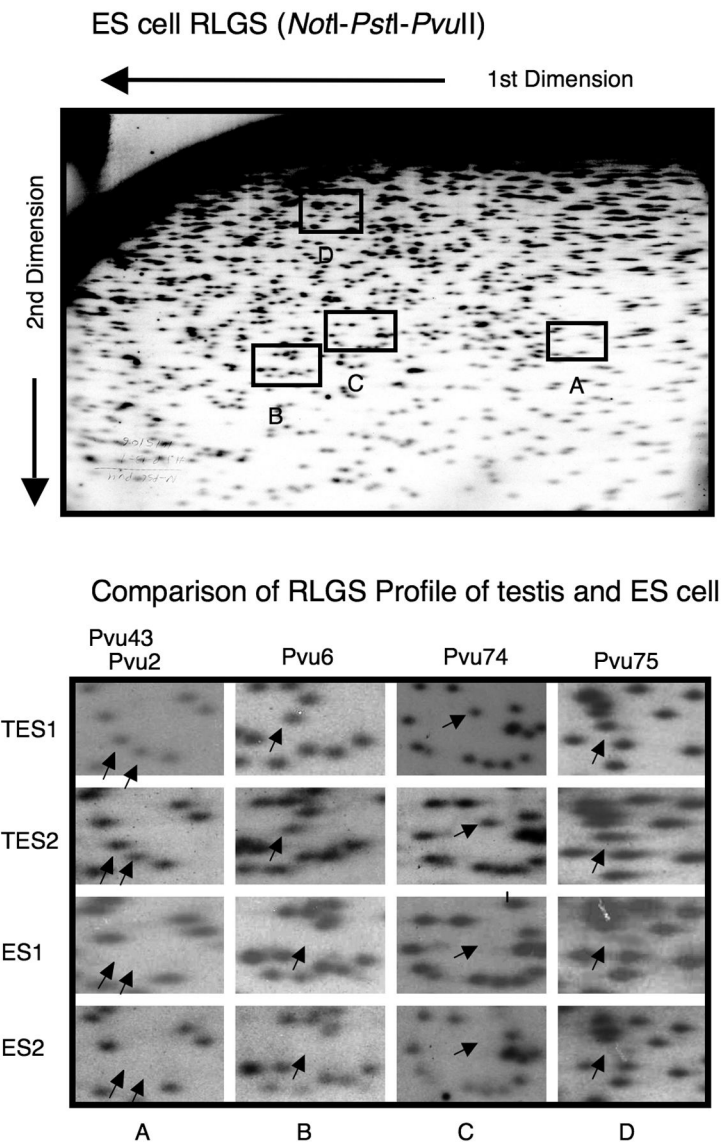 ES cell RLGS (NotI-PstI-PvuII)
1st Dimension
2nd Dimension
D
C
A
B
Comparison of RLGS Profile of testis and ES cell
Pvu43
Pvu2
Pvu6
Pvu74
Pvu75
TES1
TES2
ES1
ES2
A B C D